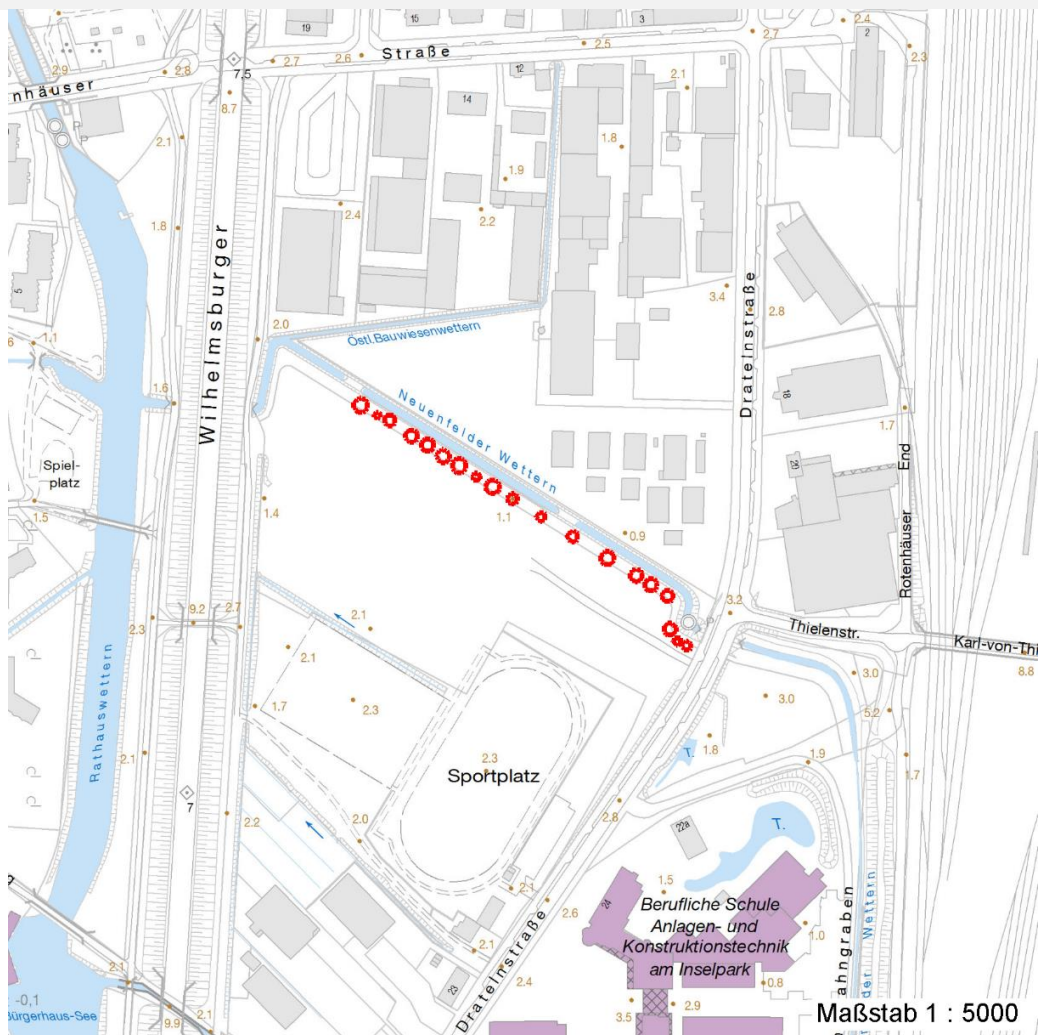 19
15
3
2
2.4
2.7
2.3
Straße
2.5
2.6
2.7
7.5
2.8
2.9
nhäuser
8.7
12
14
2.1
2.1
1.8
1.9
2.4
2.2
1.8
5
Wilhelmsburger
3.4
2.8
Drateinstraße
2.0
Östl.Bauwiesenwettern
1.1
6
1.6
Neuenfelder Wettern
18
1.7
Spiel-
platz
1.5
1.4
1.1
0.9
20
Rotenhäuser End
Rathauswettern
2.3
9.2
2.7
2.1
2.1
3.2
Thielenstr.
Karl-von-Thi
8.8
1.7
2.3
3.0
3.0
5.2
2.1
1.8
1.9
1.7
T.
2.3
Sportplatz
7
2.2
2.0
2.8
22a
T.
2.1
2.6
24
1.5
Berufliche Schule
Anlagen- und
Konstruktionstechnik
am Inselpark
1.0
2.1
2.4
23
Drateinstraße
0.8
3.5
2.9
ahngraben
der Wettern
2.1
-0,1
Bürgerhaus-See
9.9
2.1
Maßstab 1 : 5000